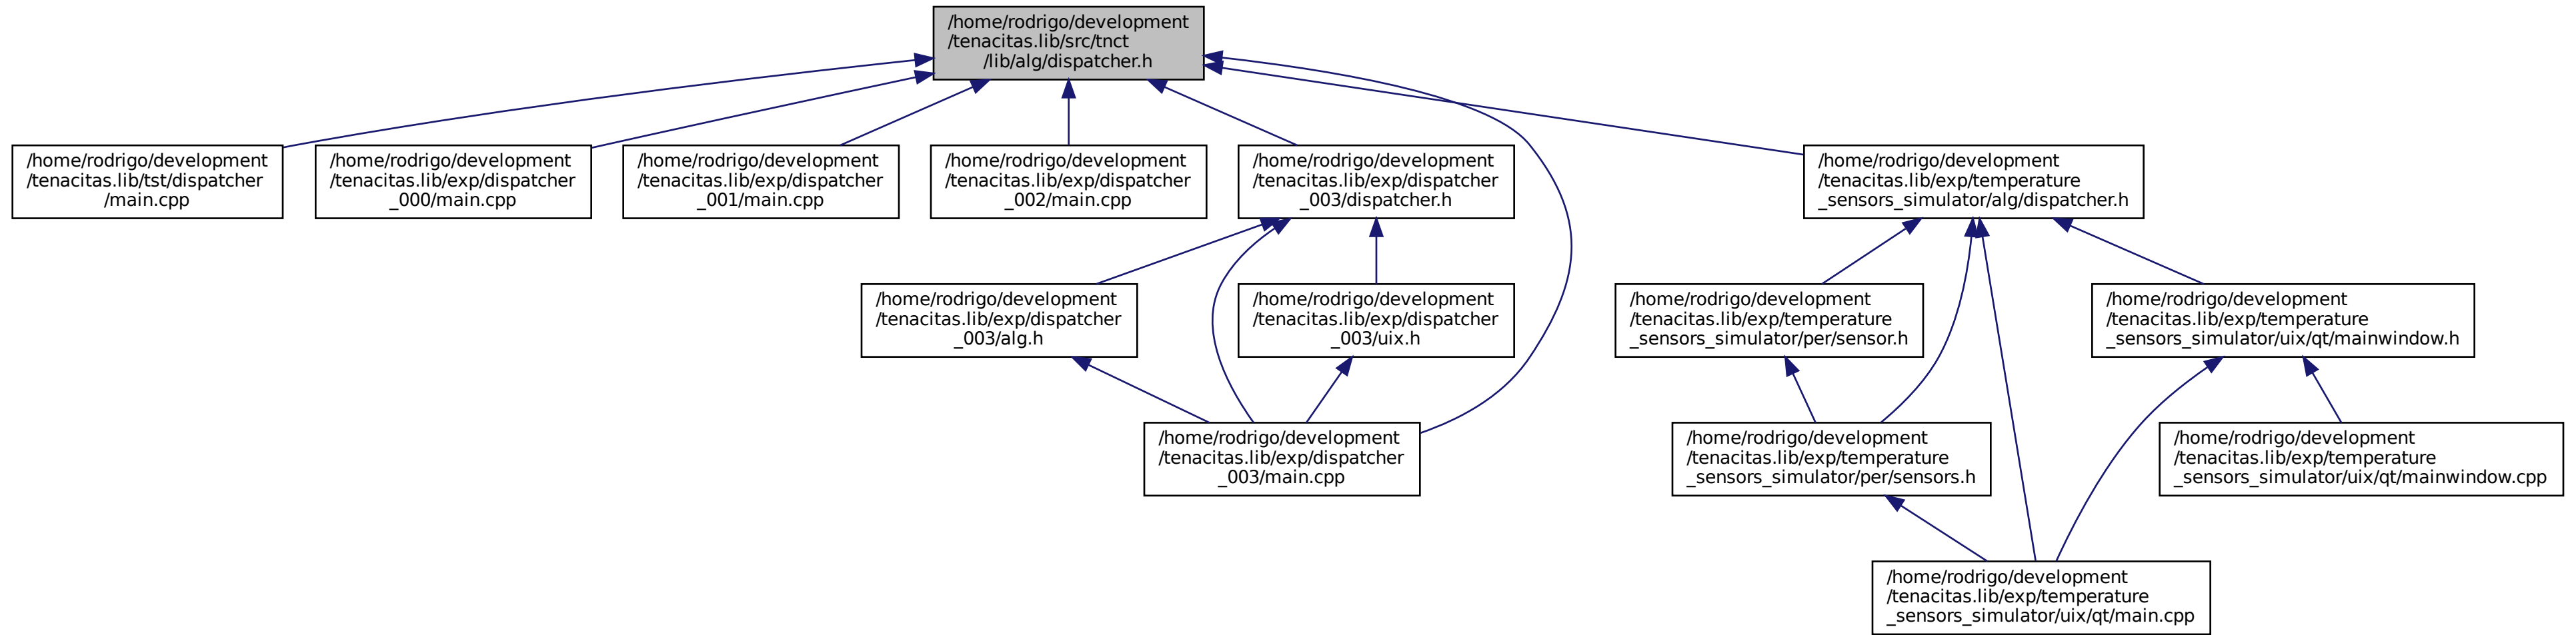 /home/rodrigo/development
/tenacitas.lib/src/tnct
/lib/alg/dispatcher.h
/home/rodrigo/development
/tenacitas.lib/tst/dispatcher
/main.cpp
/home/rodrigo/development
/tenacitas.lib/exp/dispatcher
_000/main.cpp
/home/rodrigo/development
/tenacitas.lib/exp/dispatcher
_001/main.cpp
/home/rodrigo/development
/tenacitas.lib/exp/dispatcher
_002/main.cpp
/home/rodrigo/development
/tenacitas.lib/exp/dispatcher
_003/dispatcher.h
/home/rodrigo/development
/tenacitas.lib/exp/temperature
_sensors_simulator/alg/dispatcher.h
/home/rodrigo/development
/tenacitas.lib/exp/dispatcher
_003/alg.h
/home/rodrigo/development
/tenacitas.lib/exp/dispatcher
_003/uix.h
/home/rodrigo/development
/tenacitas.lib/exp/temperature
_sensors_simulator/per/sensor.h
/home/rodrigo/development
/tenacitas.lib/exp/temperature
_sensors_simulator/uix/qt/mainwindow.h
/home/rodrigo/development
/tenacitas.lib/exp/dispatcher
_003/main.cpp
/home/rodrigo/development
/tenacitas.lib/exp/temperature
_sensors_simulator/per/sensors.h
/home/rodrigo/development
/tenacitas.lib/exp/temperature
_sensors_simulator/uix/qt/mainwindow.cpp
/home/rodrigo/development
/tenacitas.lib/exp/temperature
_sensors_simulator/uix/qt/main.cpp